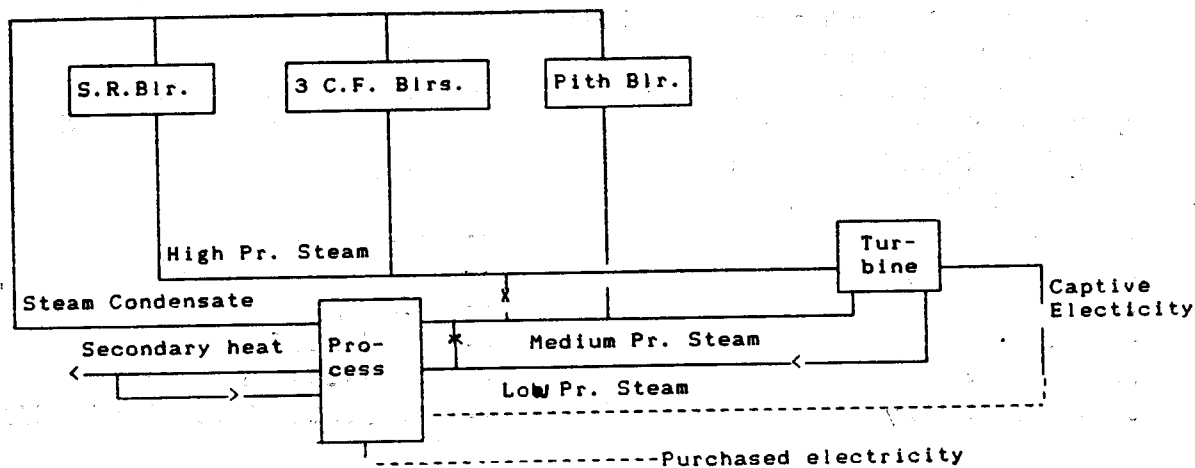 S.R.Blr.
3 C.F. Blrs.
Pith Blr.
High Pr. Steam
Tur-
bine
Steam Condensate
Captive
Electicity
Secondary heat
Pro-
cess
Medium Pr. Steam
Low Pr. Steam
Purchased electricity